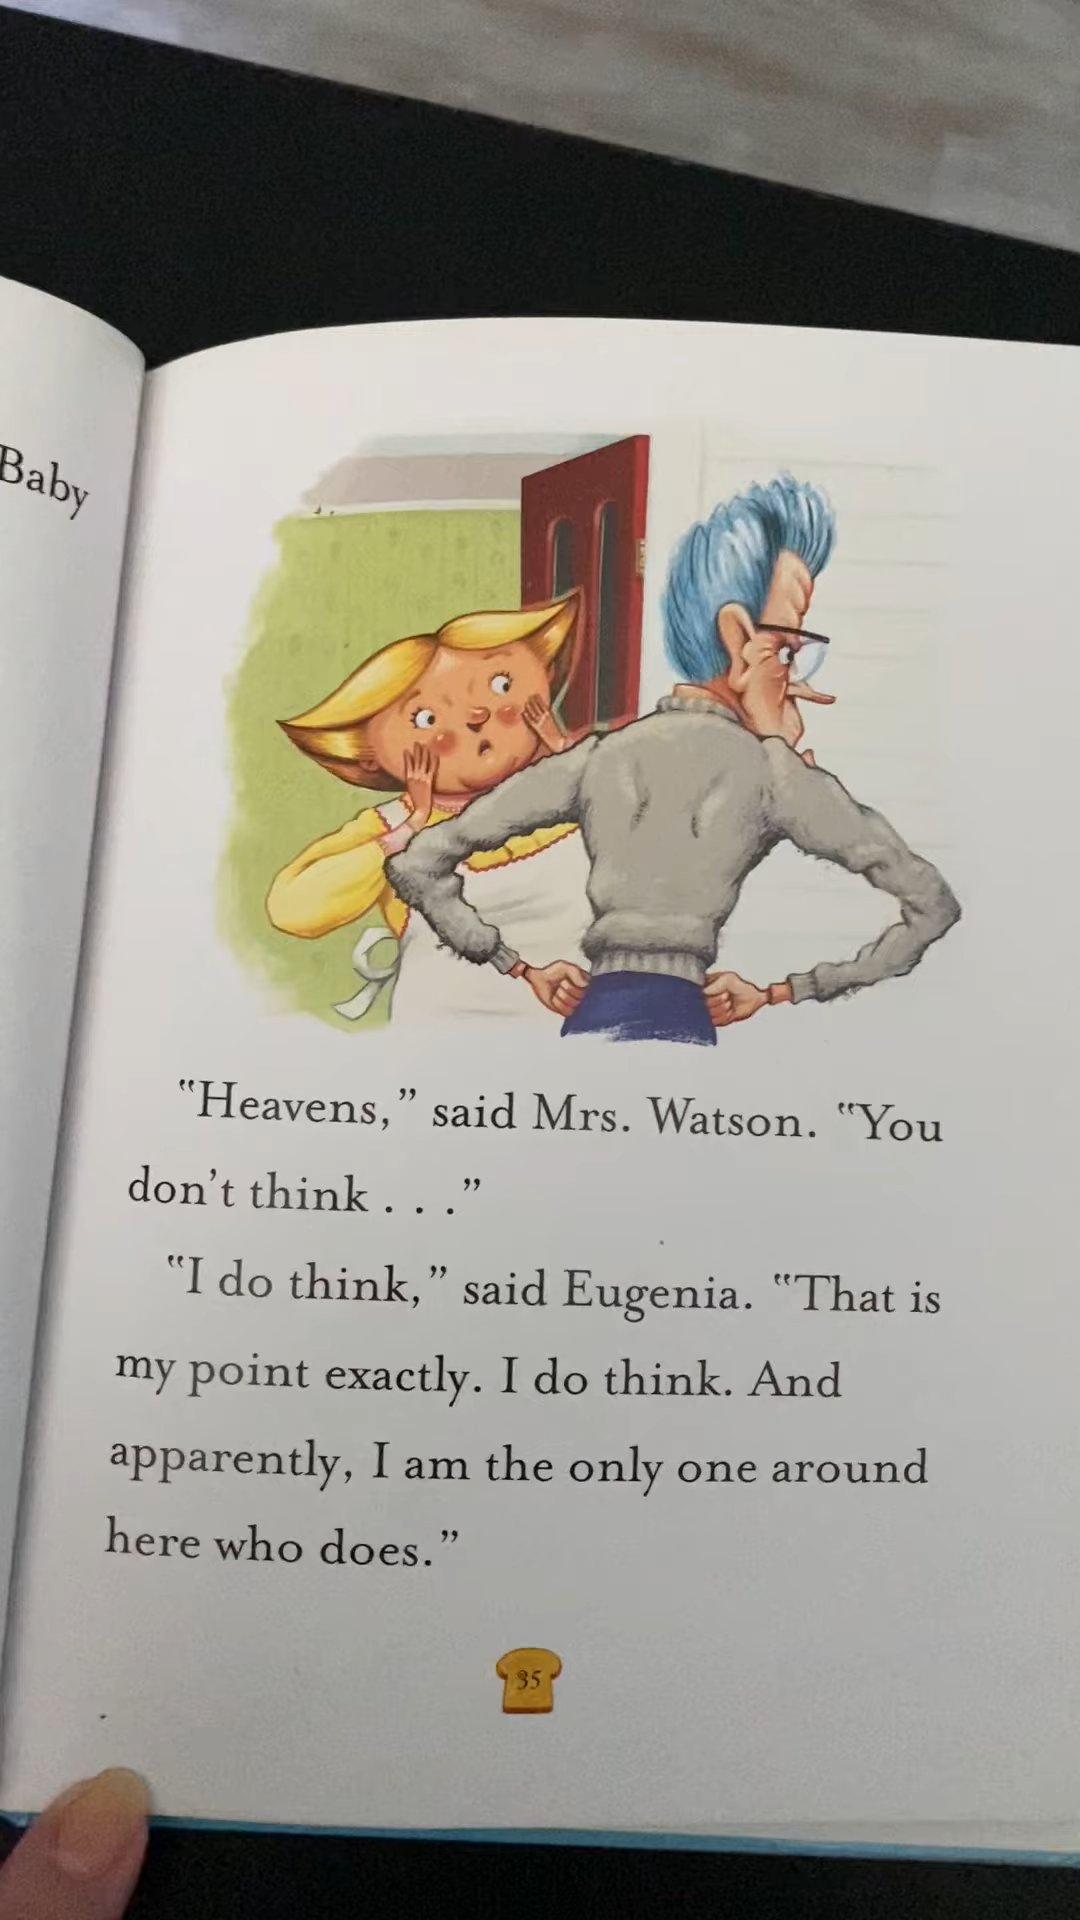 Baby
“Heavens,” said Mrs. Watson. “You
don’t think . . .”
“I do think,” said Eugenia. “That is
my point exactly. I do think. And
apparently, I am the only one around
here who does.”
35